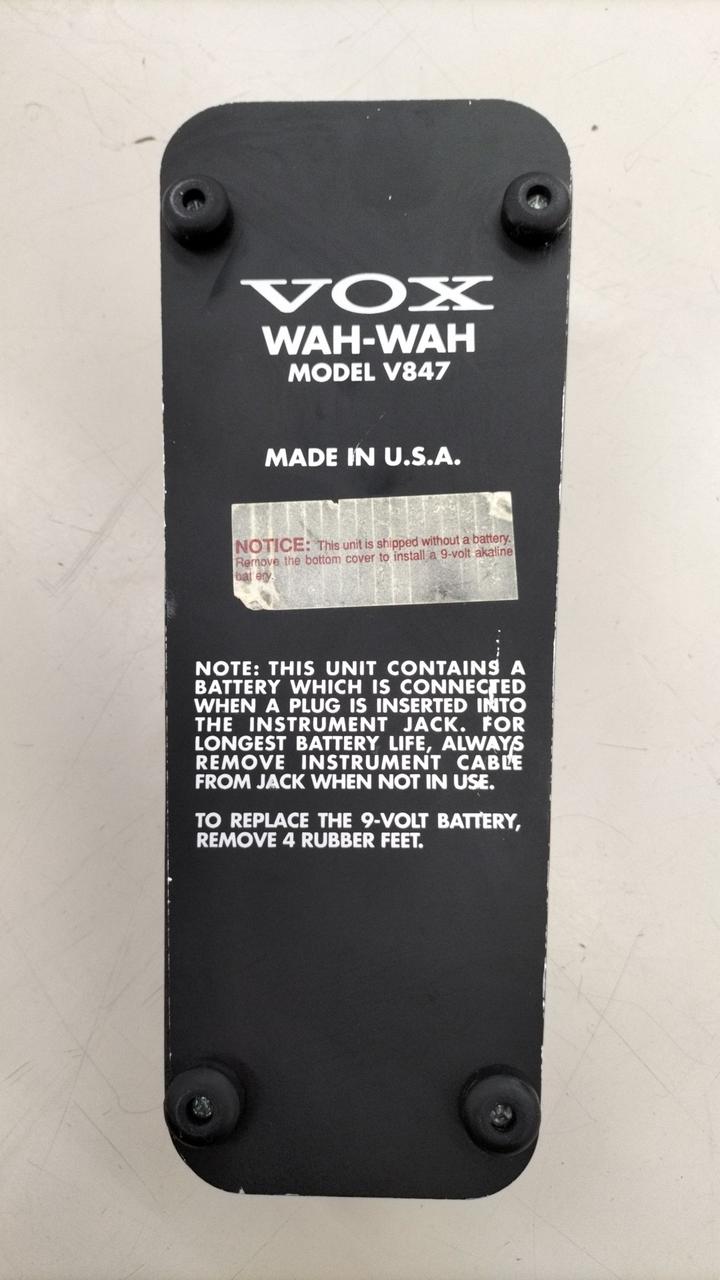 VOX
WAH-WAH
MODEL V847
MADE IN U.S.A.
NOTICE: This unit is shipped without a battery.
Remove the bottom cover to install a 9-volt akaline
battery.
NOTE: THIS UNIT CONTAINS A
BATTERY WHICH IS CONNECTED
WHEN A PLUG IS INSERTED INTO
THE INSTRUMENT JACK. FOR
LONGEST BATTERY LIFE, ALWAYS
REMOVE INSTRUMENT CABLE
FROM JACK WHEN NOT IN USE.
TO REPLACE THE 9-VOLT BATTERY,
REMOVE 4 RUBBER FEET.